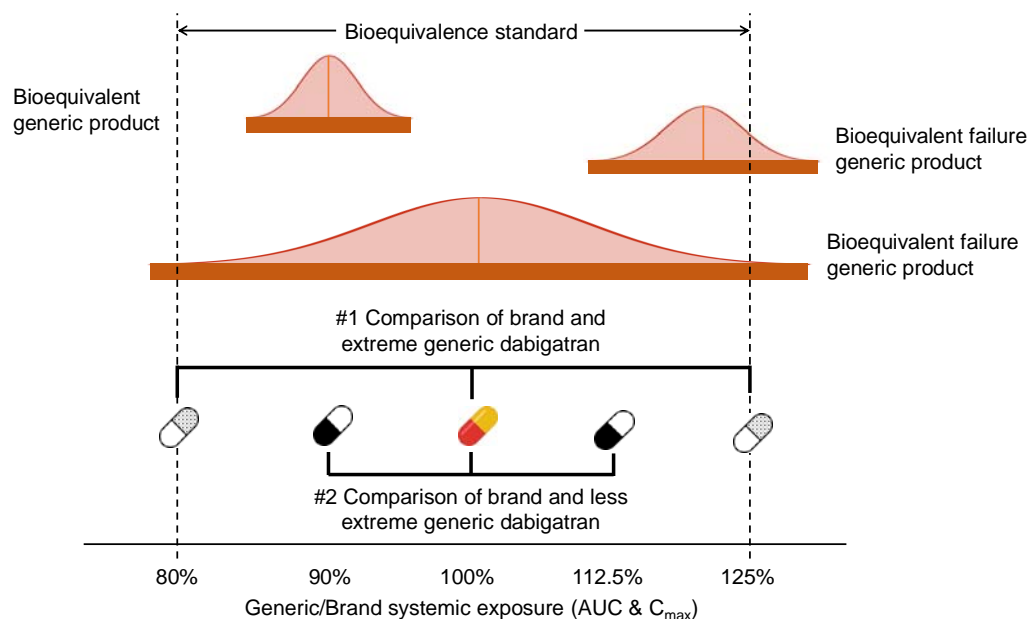 Bioequivalence standard
Bioequivalent
generic product
Bioequivalent failure
generic product
Bioequivalent failure
generic product
#1 Comparison of brand and
extreme generic dabigatran
#2 Comparison of brand and less
extreme generic dabigatran
80%
90%
100%
112.5%
125%
Generic/Brand systemic exposure (AUC & Cmax)